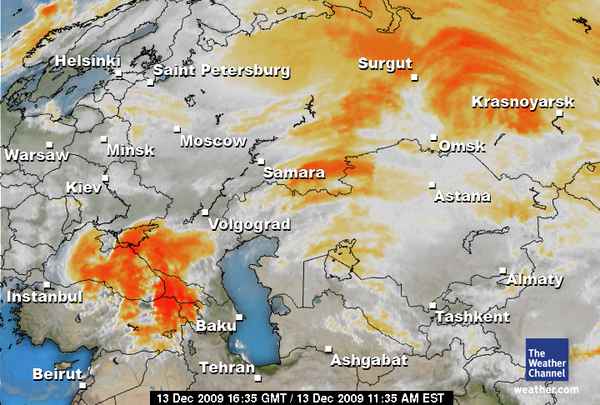 Helsinki
Saint Petersburg
Surgut
Krasnoyarsk
Moscow
Minsk
Warsaw
Omsk
Samara
Kiev
Astana
Volgograd
Almaty
Instanbul
Baku
Tashkent
Tehran
Ashgabat
Beirut
The
Weather
Channel
weather.com
13 Dec 2009 16:35 GMT / 13 Dec 2009 11:35 AM EST